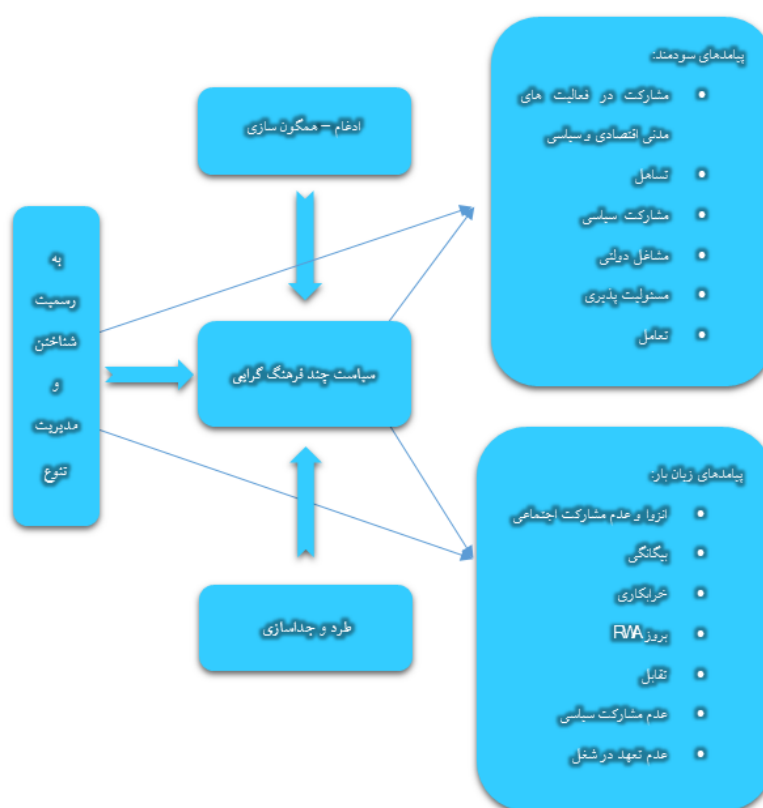 پیامدهای سودمند:
مشارکت در فعالیت های
مدنی اقتصادی و سیاسی
تساهل
مشارکت سیاسی
مشاغل دولتی
مسئولیت پذیری
تعامل
ادغام – همگون سازی
به
رسمیت
شناختن
و
مدیریت
تنوع
سیاست چند فرهنگ گرایی
طرد و جداسازی
پیامدهای زیان بار:
انزوا و عدم مشارکت اجتماعی
بیگانگی
خرابکاری
بروز RWA
تقابل
عدم مشارکت سیاسی
عدم تعهد در شغل